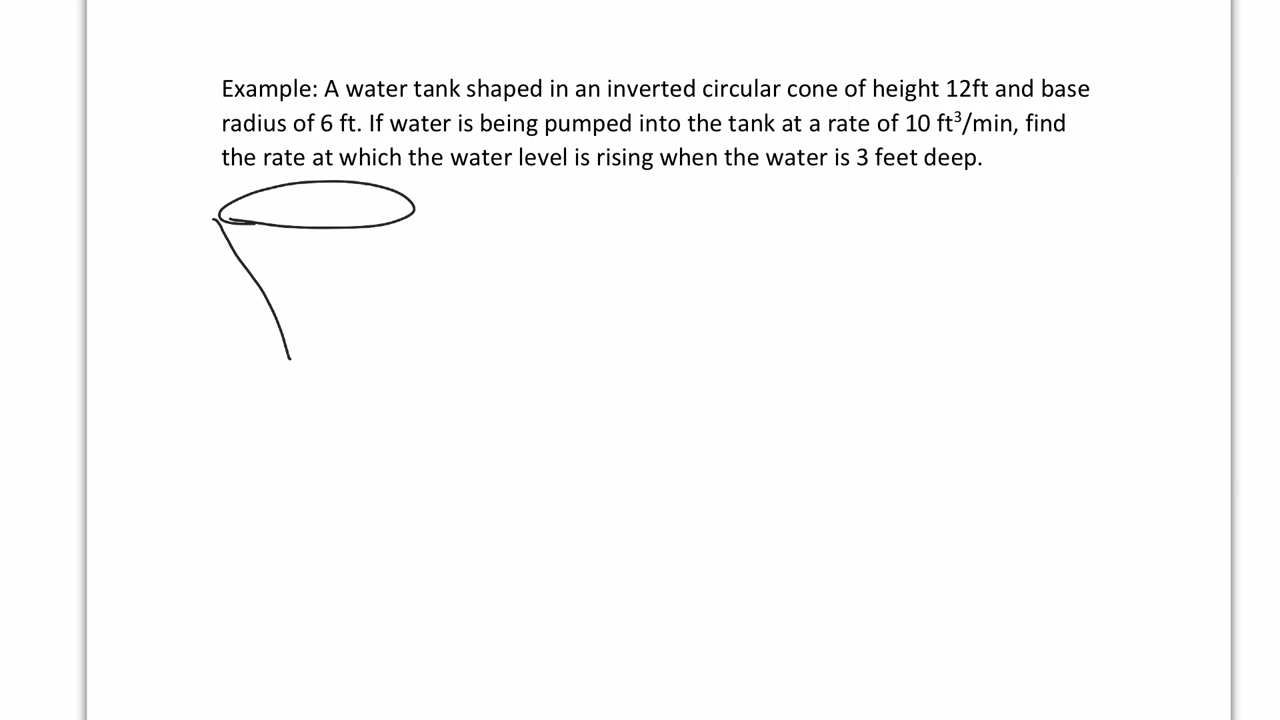 Example: A water tank shaped in an inverted circular cone of height 12ft and base
radius of 6 ft. If water is being pumped into the tank at a rate of 10 ft³/min, find
the rate at which the water level is rising when the water is 3 feet deep.